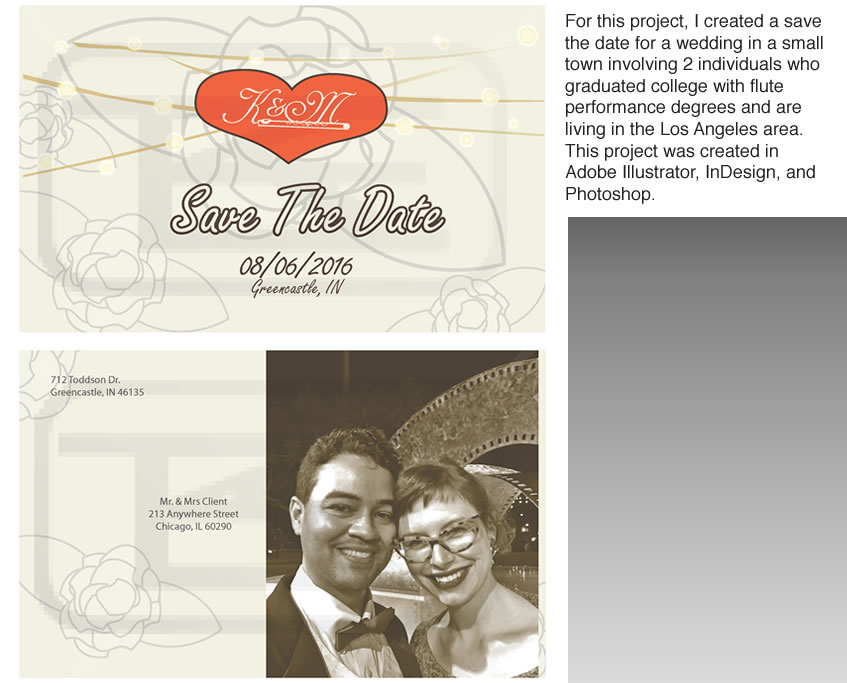 K&M
Save The Date
08/06/2016
Greencastle, IN
For this project, I created a save
the date for a wedding in a small
town involving 2 individuals who
graduated college with flute
performance degrees and are
living in the Los Angeles area.
This project was created in
Adobe Illustrator, InDesign, and
Photoshop.
712 Toddson Dr.
Greencastle, IN 46135
Mr. & Mrs Client
213 Anywhere Street
Chicago, IL 60290